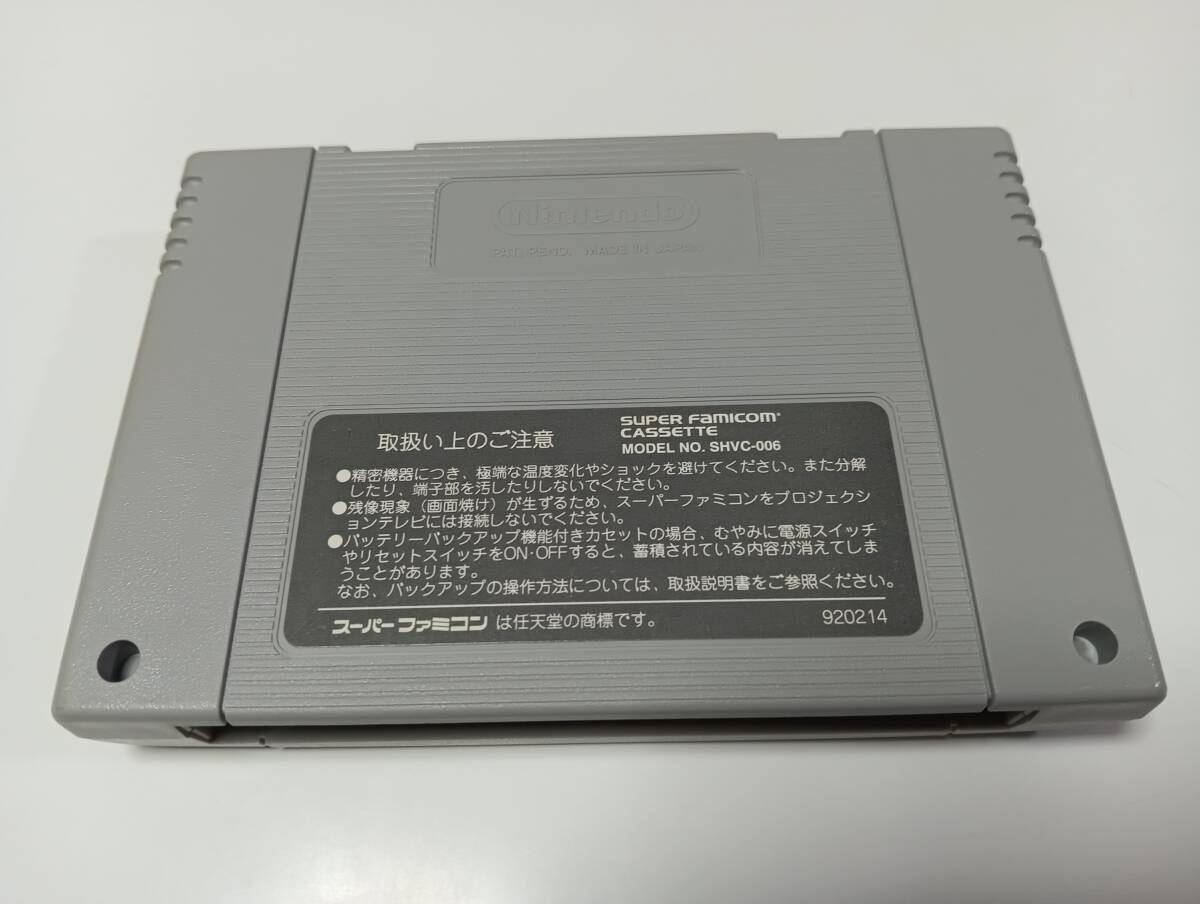 Nintendo
PAT. PEND. MADE IN JAPAN
取扱い上のご注意
SUPER FAMICOM
CASSETTE
MODEL NO. SHVC-006
●精密機器につき、極端な温度変化やショックを避けてください。また分解
したり、端子部を汚したりしないでください。
●残像現象（画面焼け）が生ずるため、スーパーファミコンをプロジェクシ
ョンテレビには接続しないでください。
●バッテリーバックアップ機能付きカセットの場合、むやみに電源スイッチ
やリセットスイッチをON・OFFすると、蓄積されている内容が消えてしま
うことがあります。
なお、バックアップの操作方法については、取扱説明書をご参照ください。
スーパーファミコン は任天堂の商標です。
920214